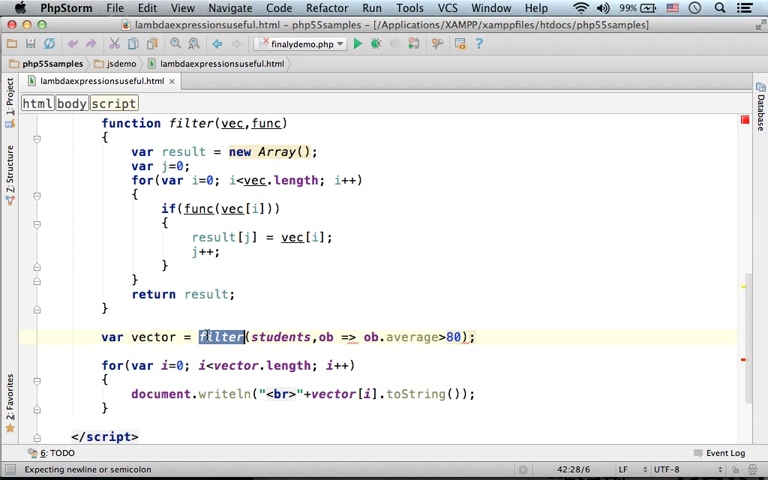 PhpStorm File Edit View Navigate Code Refactor Run Tools VCS Window Help 99%
lambdaexpressionsuseful.html - php55samples - [/Applications/XAMPP/xamppfiles/htdocs/php55samples]
finalydemo.php
php55samples jsdemo lambdaexpressionsuseful.html
lambdaexpressionsuseful.html
html body script
1: Project
Z: Structure
2: Favorites
Database
function filter(vec,func)
{
var result = new Array();
var j=0;
for(var i=0; i<vec.length; i++)
{
if(func(vec[i]))
{
result[j] = vec[i];
j++;
}
}
return result;
}
var vector = filter(students,ob => ob.average>80);
for(var i=0; i<vector.length; i++)
{
document.writeln("<br>"+vector[i].toString());
}
</script>
6: TODO Event Log
Expecting newline or semicolon 42:28/6 LF UTF-8